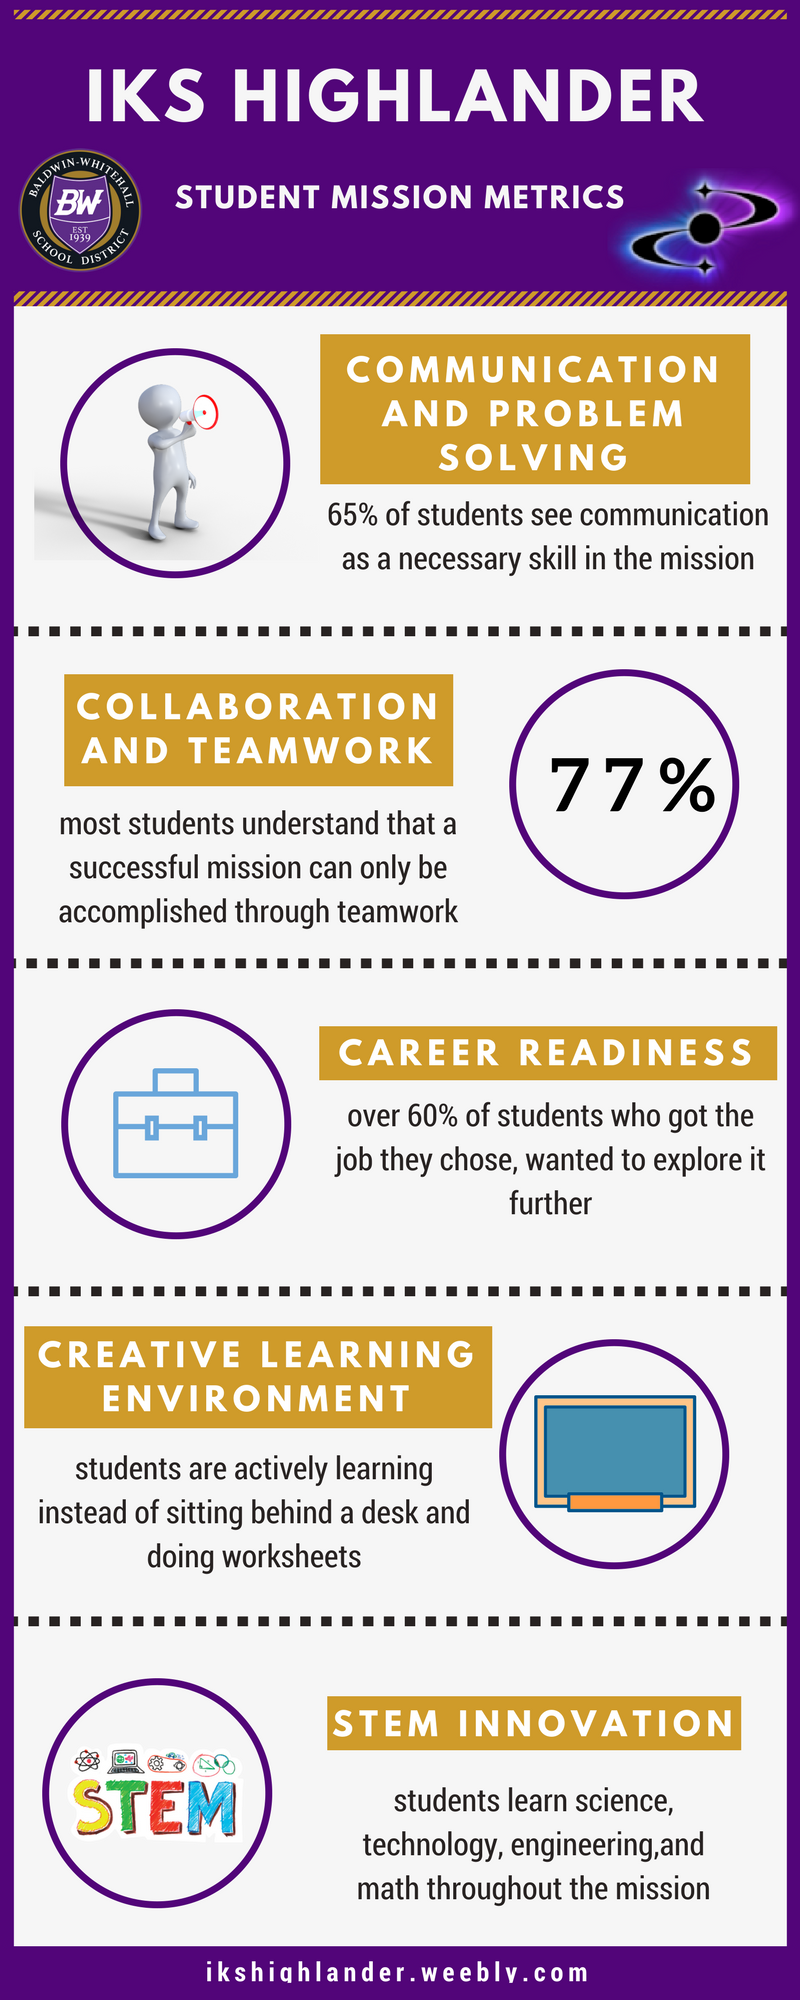 IKS HIGHLANDER
BALDWIN-WHITEHALL
BW
EST
1939
SCHOOL DISTRICT
STUDENT MISSION METRICS
COMMUNICATION
AND PROBLEM
SOLVING
65% of students see communication
as a necessary skill in the mission
COLLABORATION
AND TEAMWORK
most students understand that a
successful mission can only be
accomplished through teamwork
77%
CAREER READINESS
over 60% of students who got the
job they chose, wanted to explore it
further
CREATIVE LEARNING
ENVIRONMENT
students are actively learning
instead of sitting behind a desk and
doing worksheets
STEM
STEM INNOVATION
students learn science,
technology, engineering,and
math throughout the mission
ikshighlander.weebly.com